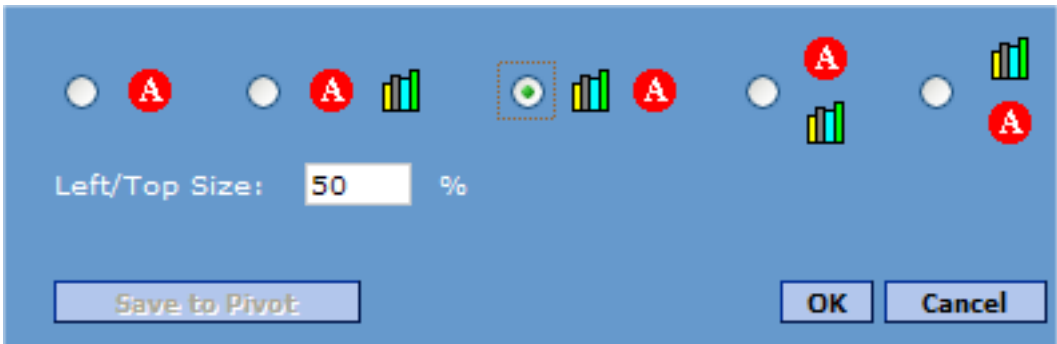 A A A A
A
Left/Top Size: 50 %
Save to Pivot OK Cancel